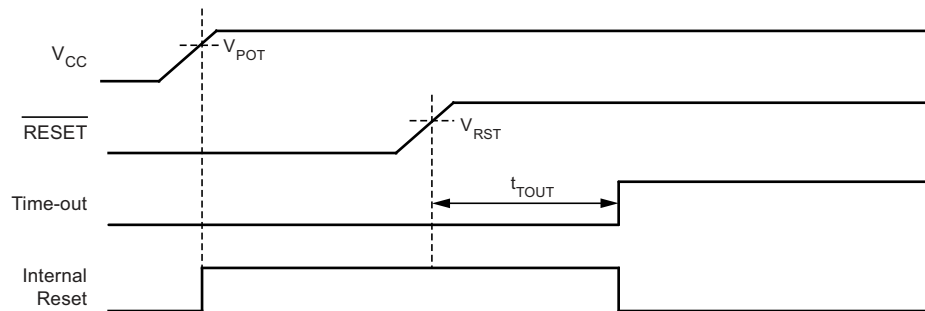 VCC
VPOT
RESET
VRST
Time-out
tTOUT
Internal
Reset